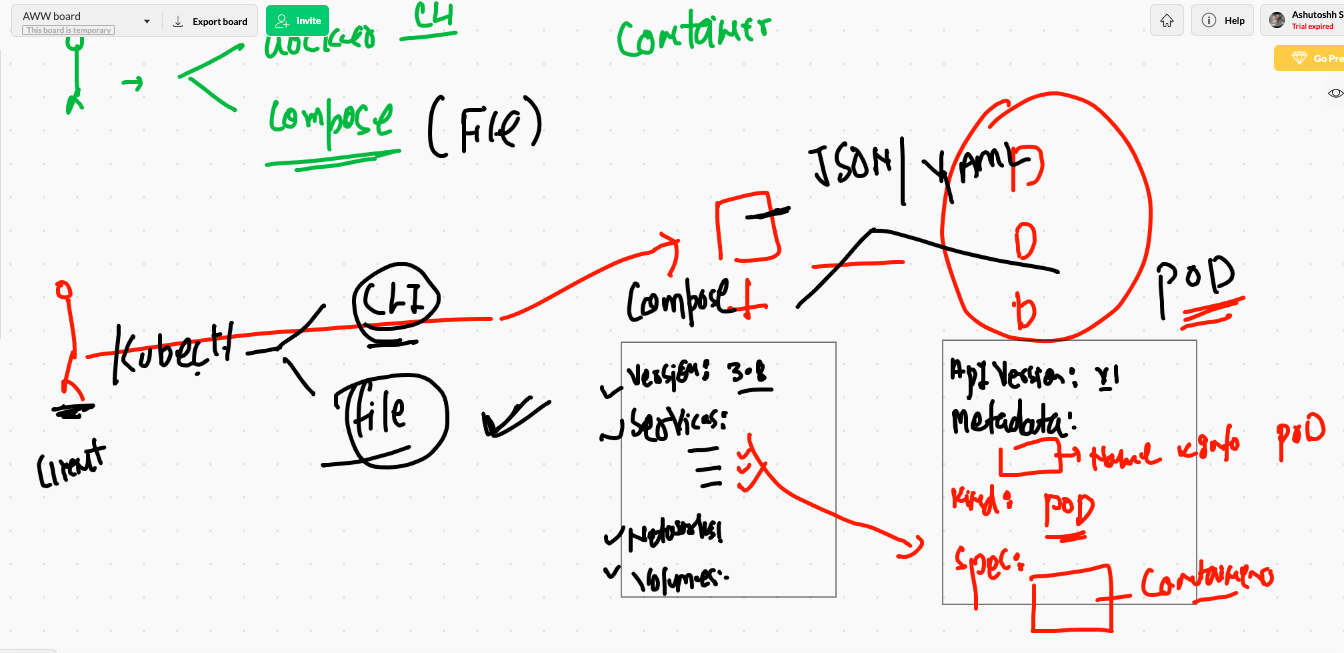 AWW board
This board is temporary
Export board
Invite
Help
Ashutoshh S
Trial expired
Go Pre
docker CLI
Container
Compose (File)
JSON / YAML
POD
CLI
Kubectl
File
Client
Compose
POD
Version: 3.8
Services:
Networks:
Volumes:
ApiVersion: v1
Metadata:
Name & Info POD
Kind: POD
Spec:
Containers